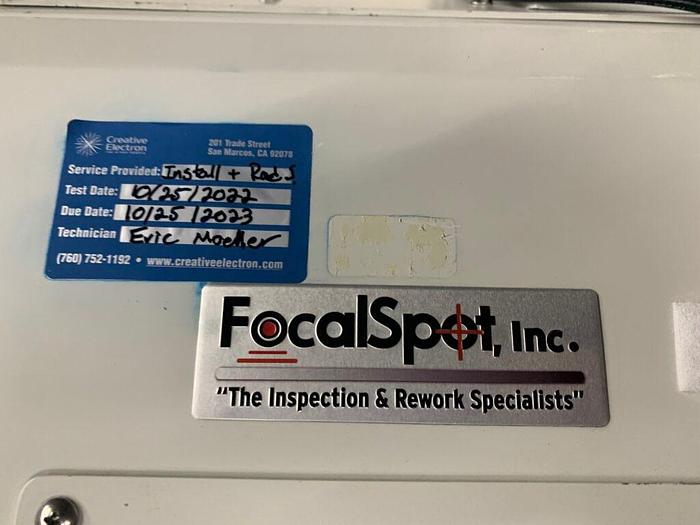 Creative
Electron
201 Trade Street
San Marcos, CA 92078
Service Provided: Install + Rad S
Test Date: 10/25/2022
Due Date: 10/25/2023
Technician Eric Moeller
(760) 752-1192 • www.creativeelectron.com
FocalSpot, Inc.
"The Inspection & Rework Specialists"